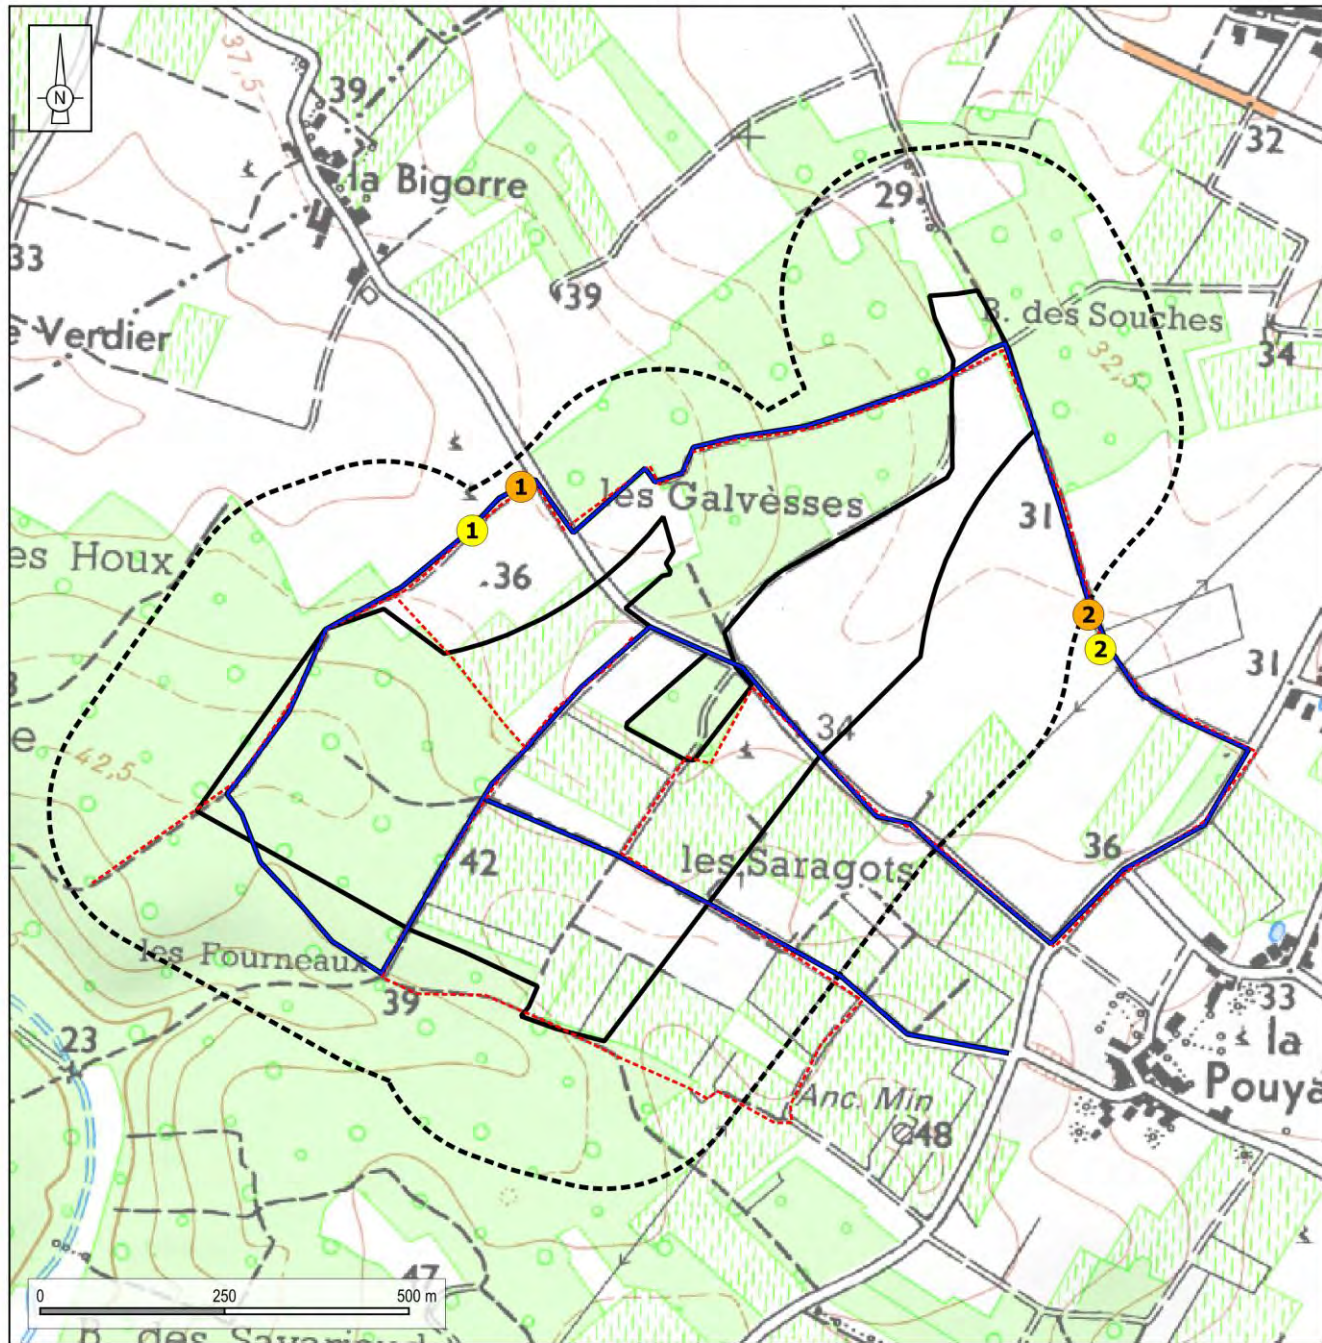 N
37,5
39
la Bigorre
32
29
33
39
e Verdier
B. des Souches
34
32,5
1
les Galvèsses
31
1
es Houx
36
2
2
31
e
34
42,5
36
42
les Saragots
les Fourneaux
39
33
la
23
Anc. Min
Pouya
48
47
0 250 500 m
B. des Savariaud